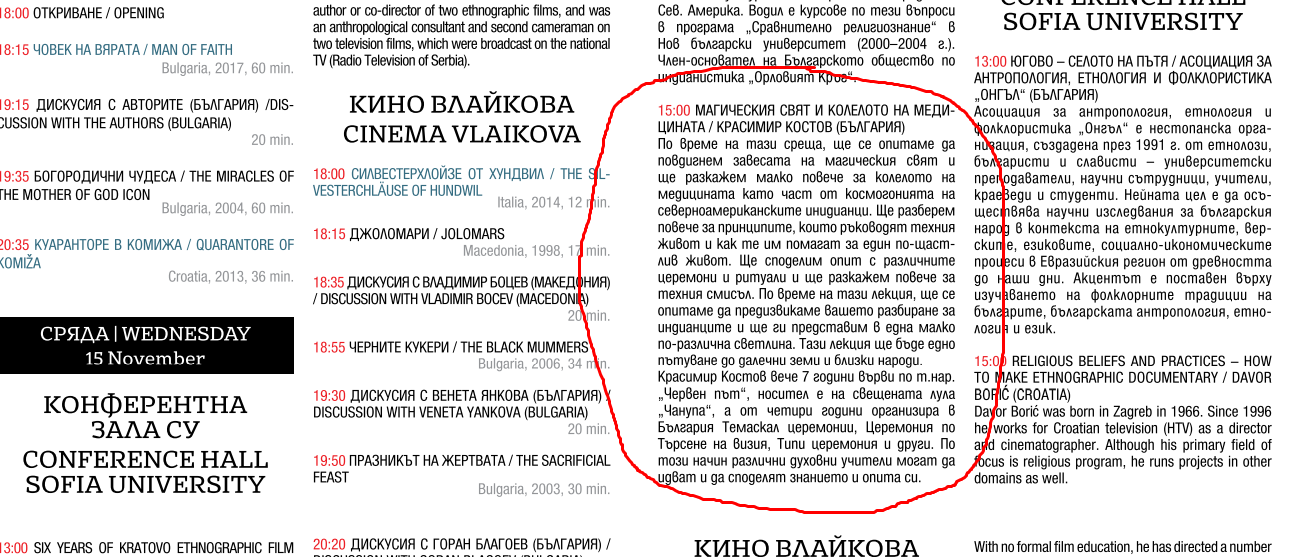 18:00 ОТКРИВАНЕ / OPENING
18:15 ЧОВЕК НА ВЯРАТА / MAN OF FAITH
Bulgaria, 2017, 60 min.
19:15 ДИСКУСИЯ С АВТОРИТЕ (БЪЛГАРИЯ) /DIS-
CUSSION WITH THE AUTHORS (BULGARIA)
20 min.
19:35 БОГОРОДИЧНИ ЧУДЕСА / THE MIRACLES OF
THE MOTHER OF GOD ICON
Bulgaria, 2004, 60 min.
20:35 КУАРАНТОРЕ В КОМИЖА / QUARANTORE OF
KOMIŽA
Croatia, 2013, 36 min.
СРЯДА | WEDNESDAY
15 November
КОНФЕРЕНТНА
ЗАЛА СУ
CONFERENCE HALL
SOFIA UNIVERSITY
13:00 SIX YEARS OF KRATOVO ETHNOGRAPHIC FILM
author or co-director of two ethnographic films, and was
an anthropological consultant and second cameraman on
two television films, which were broadcast on the national
TV (Radio Television of Serbia).
КИНО ВЛАЙКОВА
CINEMA VLAIKOVA
18:00 СИЛВЕСТЕРХЛОЙЗЕ ОТ ХУНДВИЛ / THE SIL-
VESTERCHLÄUSE OF HUNDWIL
Italia, 2014, 12 min.
18:15 ДЖОЛОМАРИ / JOLOMARS
Macedonia, 1998, 17 min.
18:35 ДИСКУСИЯ С ВЛАДИМИР БОЦЕВ (МАКЕДОНИЯ)
/ DISCUSSION WITH VLADIMIR BOCEV (MACEDONIA)
20 min.
18:55 ЧЕРНИТЕ КУКЕРИ / THE BLACK MUMMERS
Bulgaria, 2006, 34 min.
19:30 ДИСКУСИЯ С ВЕНЕТА ЯНКОВА (БЪЛГАРИЯ) /
DISCUSSION WITH VENETA YANKOVA (BULGARIA)
20 min.
19:50 ПРАЗНИКЪТ НА ЖЕРТВАТА / THE SACRIFICIAL
FEAST
Bulgaria, 2003, 30 min.
20:20 ДИСКУСИЯ С ГОРАН БЛАГОЕВ (БЪЛГАРИЯ) /
DISCUSSION WITH GORAN BLAGOEV (BULGARIA)
Сев. Америка. Водил е курсове по тези въпроси
в програма „Сравнително религиознание“ в
Нов български университет (2000–2004 г.).
Член-основател на Българското общество по
индианистика „Орловият Кръг“.
15:00 МАГИЧЕСКИЯ СВЯТ И КОЛЕЛОТО НА МЕДИ-
ЦИНАТА / КРАСИМИР КОСТОВ (БЪЛГАРИЯ)
По време на тази среща, ще се опитаме да
повдигнем завесата на магическия свят и
ще разкажем малко повече за колелото на
медицината като част от космогонията на
северноамериканските инидианци. Ще разберем
повече за принципите, които ръководят техния
живот и как те им помагат за един по-щаст-
лив живот. Ще споделим опит с различните
церемони и ритуали и ще разкажем повече за
техния смисъл. По време на тази лекция, ще се
опитаме да предизвикаме вашето разбиране за
индианците и ще ги представим в една малко
по-различна светлина. Тази лекция ще бъде едно
пътуване до далечни земи и близки народи.
Красимир Костов вече 7 години върви по т.нар.
„Червен път“, носител е на свещената лула
„Чанупа“, а от четири години организира в
България Темаскал церемонии, Церемония по
Търсене на визия, Типи церемония и други. По
този начин различни духовни учители могат да
идват и да споделят знанието и опита си.
КИНО ВЛАЙКОВА
CONFERENCE HALL
SOFIA UNIVERSITY
13:00 ЮГОВО – СЕЛОТО НА ПЪТЯ / АСОЦИАЦИЯ ЗА
АНТРОПОЛОГИЯ, ЕТНОЛОГИЯ И ФОЛКЛОРИСТИКА
„ОНГЪЛ“ (БЪЛГАРИЯ)
Асоциация за антропология, етнология и
фолклористика „Онгъл“ е нестопанска орга-
низация, създадена през 1991 г. от етнолози,
българисти и слависти – университетски
преподаватели, научни сътрудници, учители,
краеведи и студенти. Нейната цел е да осъ-
ществява научни изследвания за българския
народ в контекста на етнокултурните, вер-
ските, езиковите, социално-икономическите
процеси в Евразийския регион от древността
до наши дни. Акцентът е поставен върху
изучаването на фолклорните традиции на
българите, българската антропология, етно-
логия и език.
15:00 RELIGIOUS BELIEFS AND PRACTICES – HOW
TO MAKE ETHNOGRAPHIC DOCUMENTARY / DAVOR
BORIĆ (CROATIA)
Davor Borić was born in Zagreb in 1966. Since 1996
he works for Croatian television (HTV) as a director
and cinematographer. Although his primary field of
focus is religious program, he runs projects in other
domains as well.
With no formal film education, he has directed a number